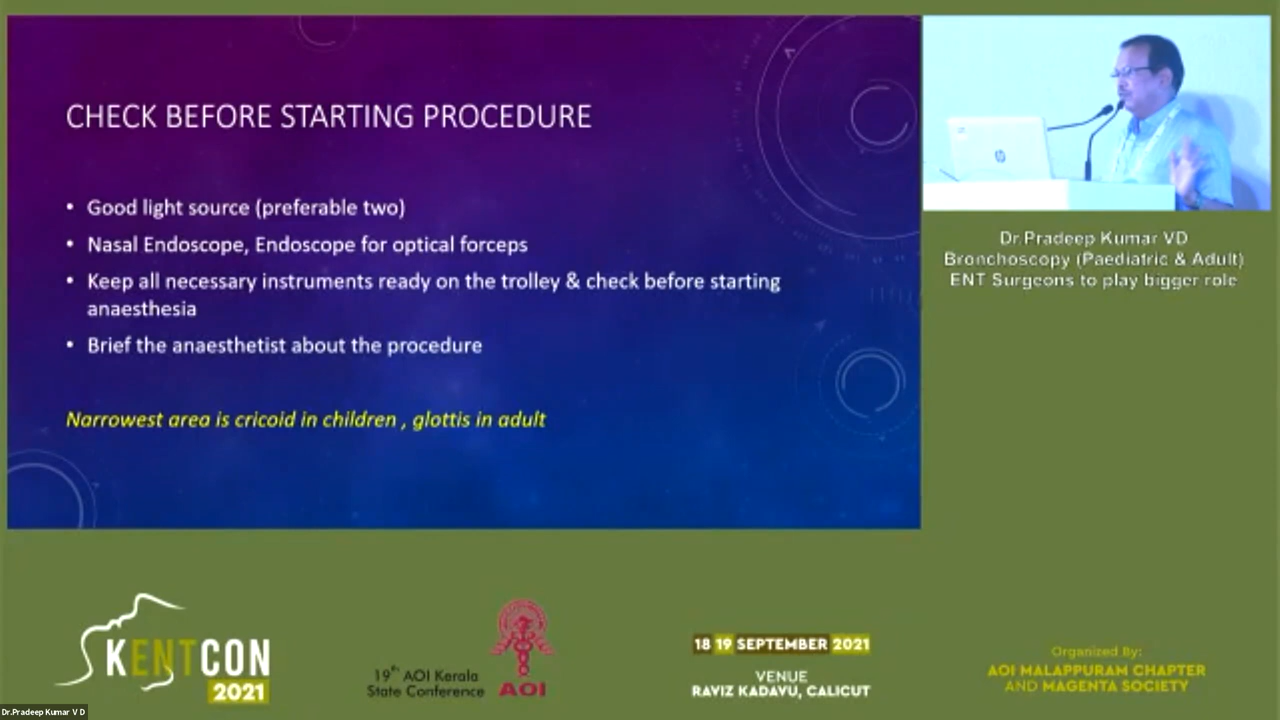 CHECK BEFORE STARTING PROCEDURE
• Good light source (preferable two)
• Nasal Endoscope, Endoscope for optical forceps
• Keep all necessary instruments ready on the trolley & check before starting
anaesthesia
• Brief the anaesthetist about the procedure
Narrowest area is cricoid in children , glottis in adult
Dr.Pradeep Kumar VD
Bronchoscopy (Paediatric & Adult)
ENT Surgeons to play bigger role
KENTCON
2021
19th AOI Kerala
State Conference
AOI
18 19 SEPTEMBER 2021
VENUE
RAVIZ KADAVU, CALICUT
Organized By:
AOI MALAPPURAM CHAPTER
AND MAGENTA SOCIETY
Dr.Pradeep Kumar V D